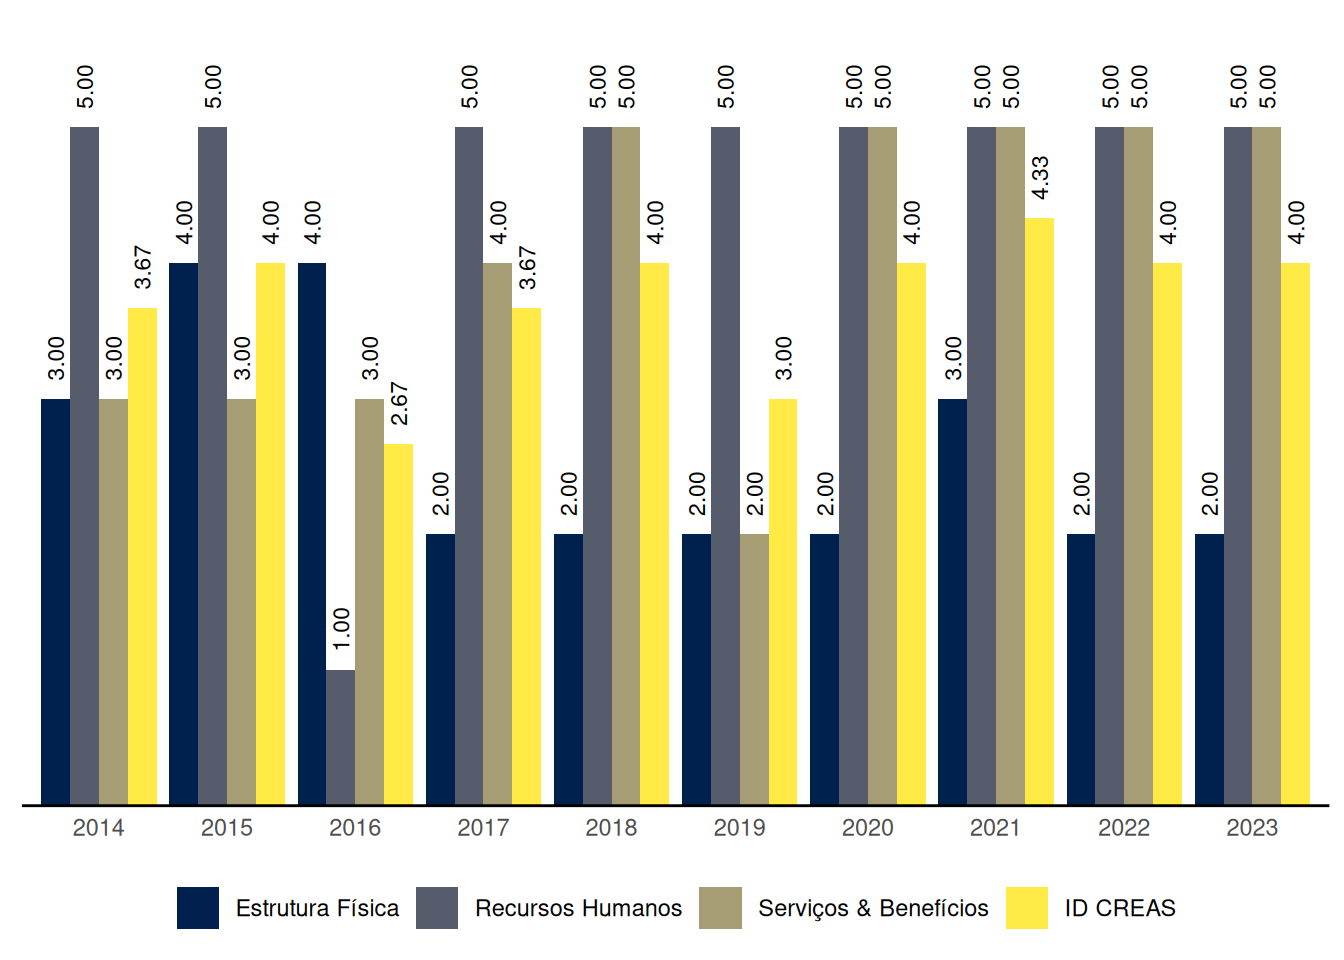 5.00 5.00 5.00 5.00 5.00 5.00 5.00 5.00 5.00 5.00 5.00 5.00 5.00 5.00
4.33
4.00 4.00 4.00 4.00 4.00 4.00 4.00 4.00
3.67 3.67
3.00 3.00 3.00 3.00 3.00 3.00
2.67
2.00 2.00 2.00 2.00 2.00 2.00 2.00
1.00
2014 2015 2016 2017 2018 2019 2020 2021 2022 2023
Estrutura Física Recursos Humanos Serviços & Benefícios ID CREAS